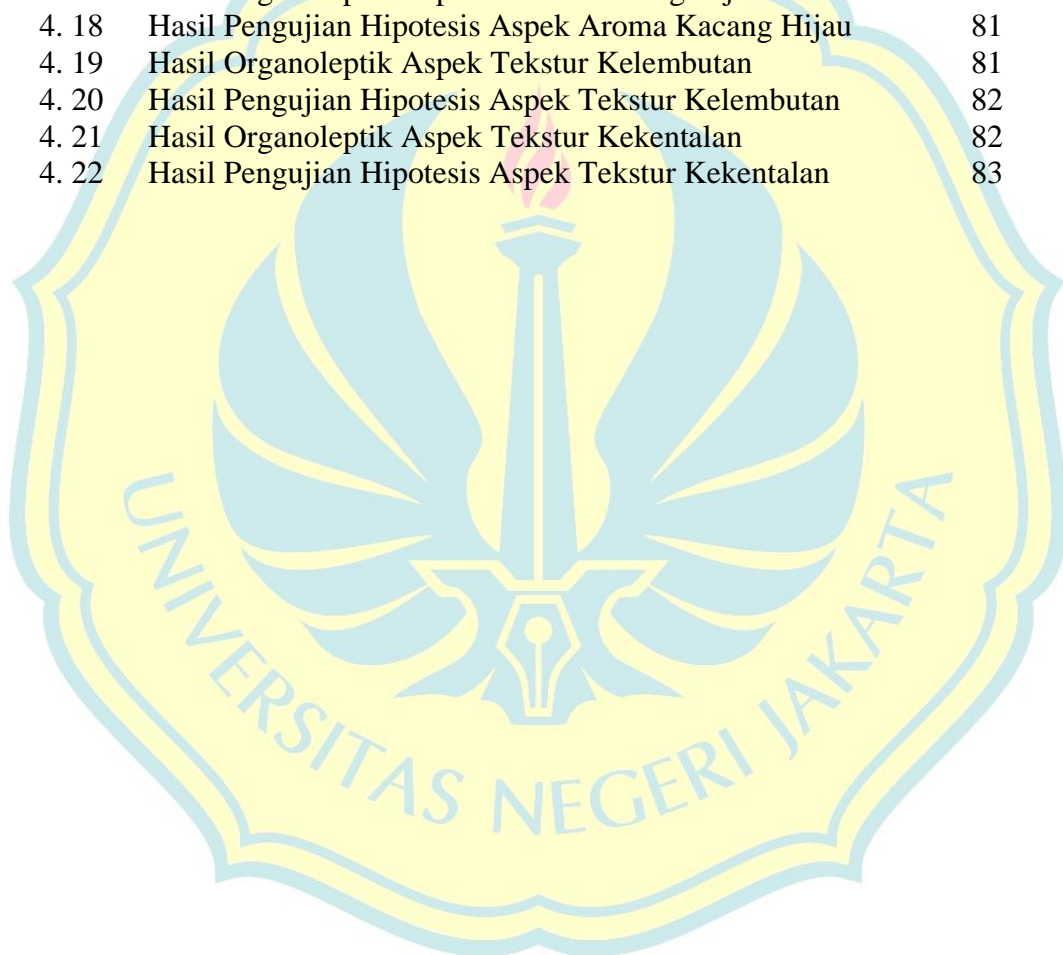 4. 18 Hasil Pengujian Hipotesis Aspek Aroma Kacang Hijau 81
4. 19 Hasil Organoleptik Aspek Tekstur Kelembutan 81
4. 20 Hasil Pengujian Hipotesis Aspek Tekstur Kelembutan 82
4. 21 Hasil Organoleptik Aspek Tekstur Kekentalan 82
4. 22 Hasil Pengujian Hipotesis Aspek Tekstur Kekentalan 83
UNIVERSITAS NEGERI JAKARTA